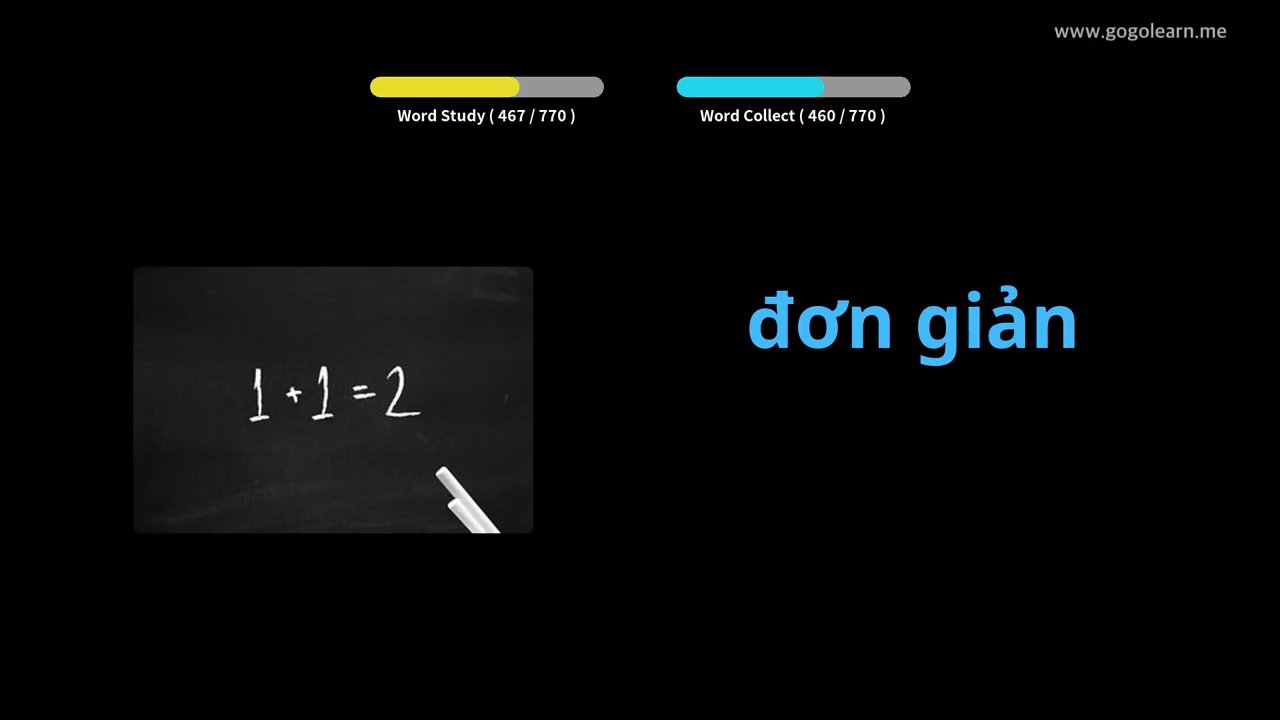 www.gogolearn.me
Word Study ( 467 / 770 )
Word Collect ( 460 / 770 )
đơn giản
1 + 1 = 2